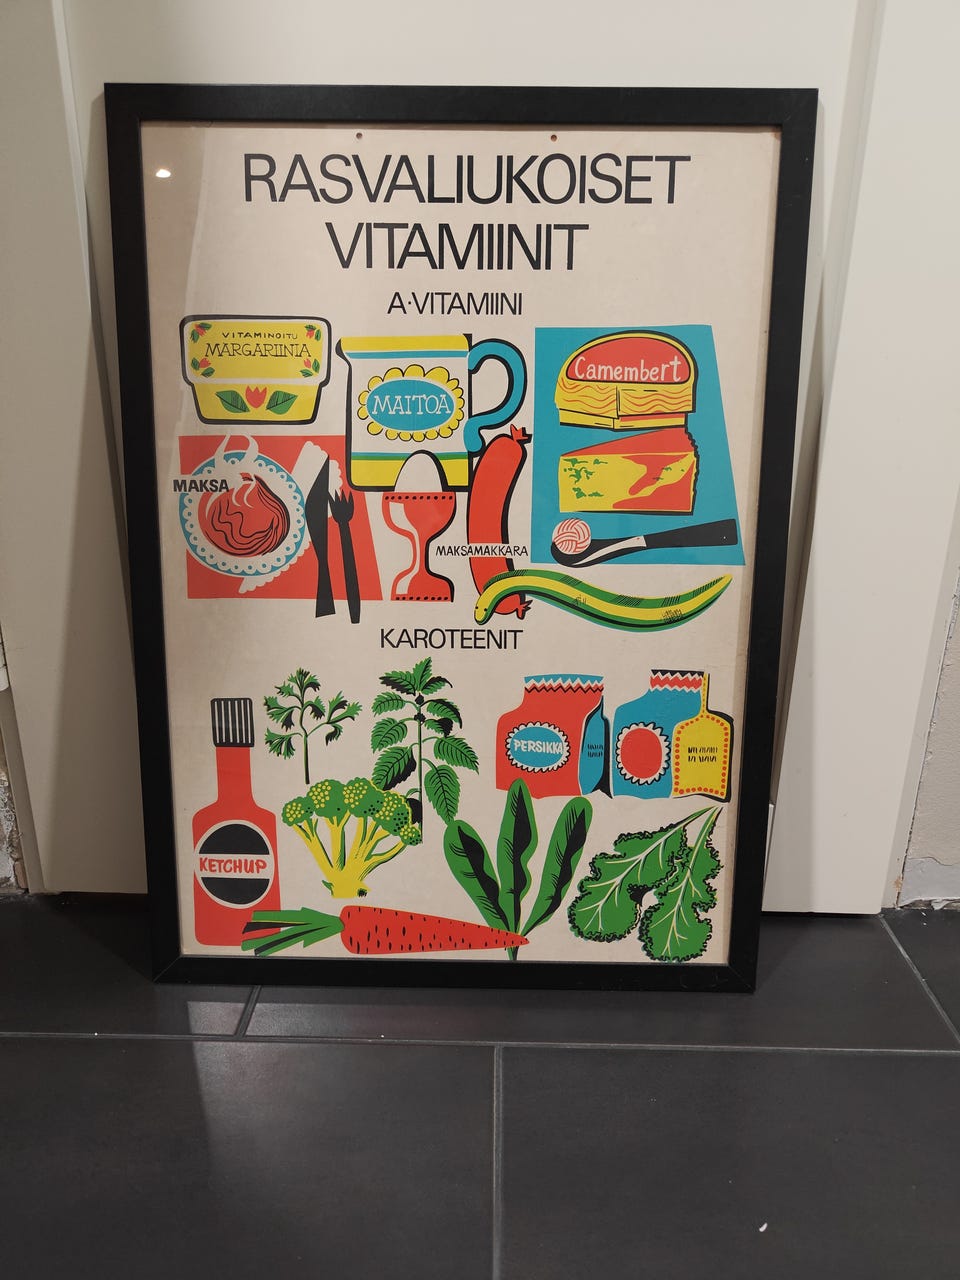 RASVALIUKOISET
VITAMIINIT
A-VITAMIINI
VITAMINOITU
MARGARIINIA
MAITOA
Camembert
MAKSA
MAKSAMAKKARA
KAROTEENIT
PERSIKKA
KETCHUP